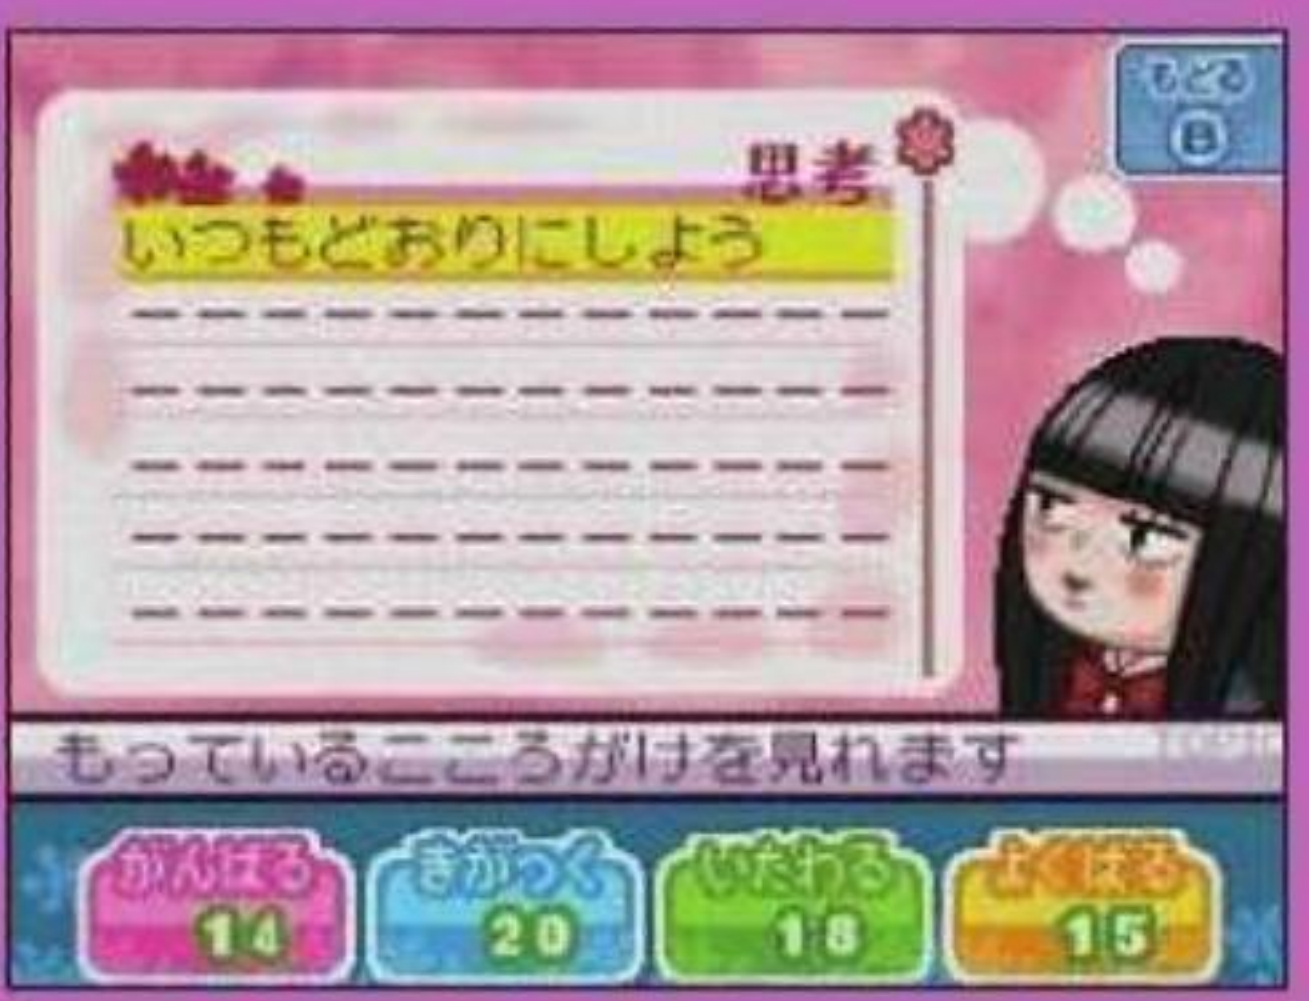 もどる
B
思考
いつもどおりにしよう
もっているこころがけを見れます
がんばる
きがつく
いたわる
よくばる
14
20
18
15